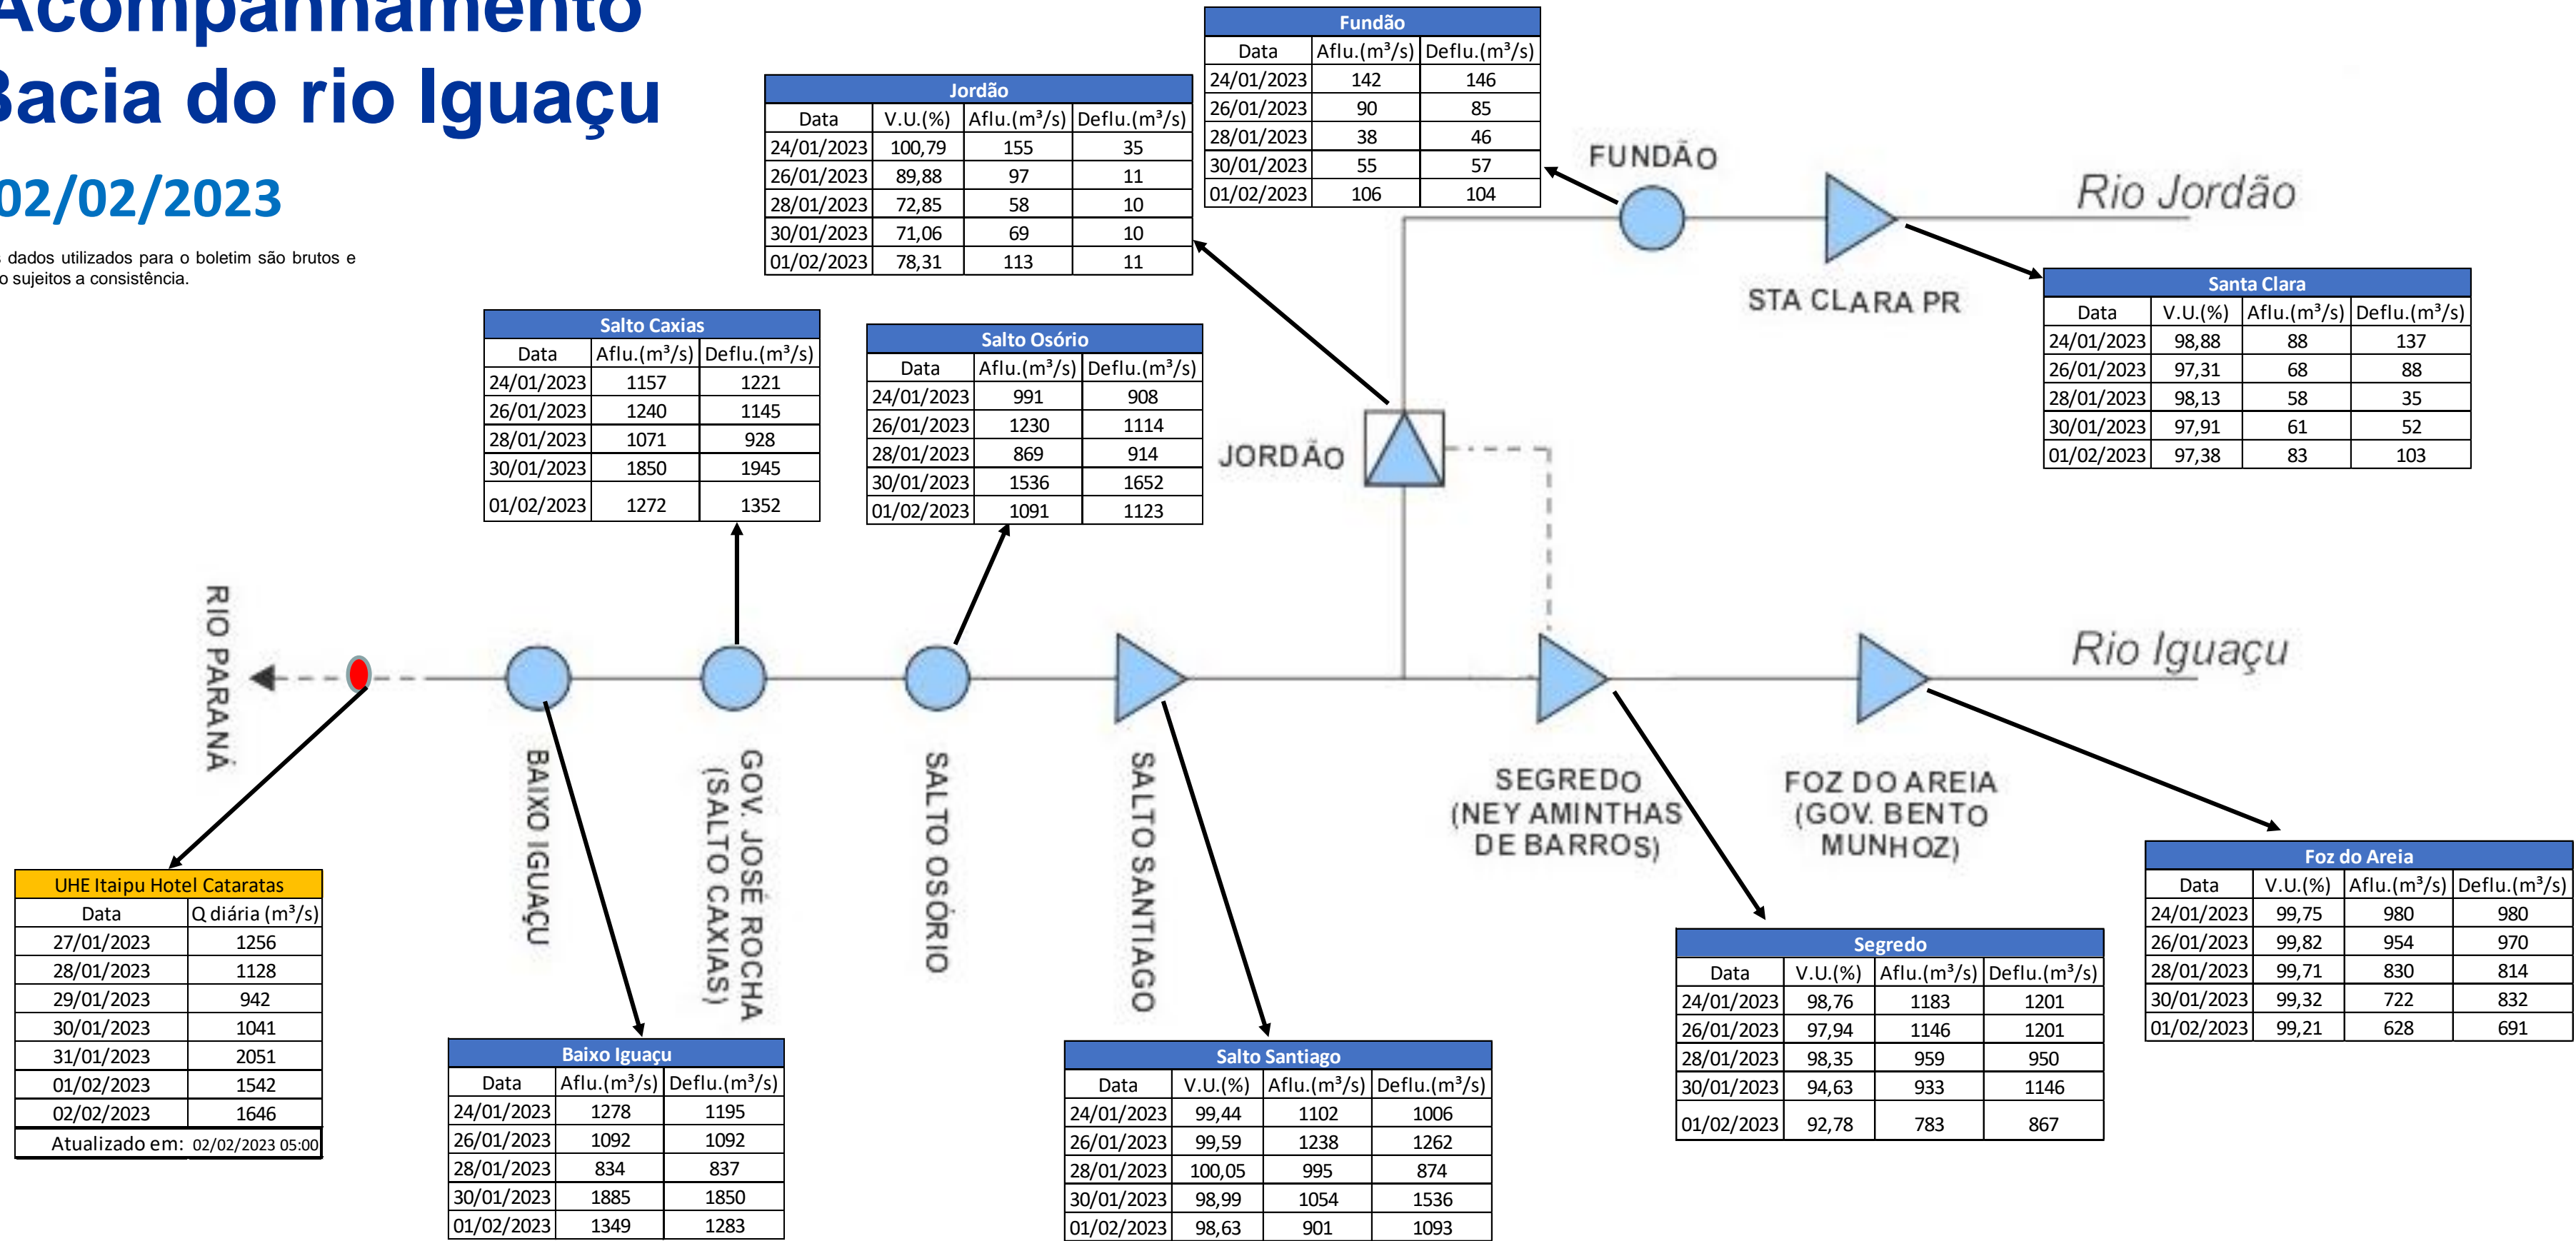 Acompanhamento
Bacia do rio Iguaçu
02/02/2023
dados utilizados para o boletim são brutos e
sujeitos a consistência.
Fundão
Data Aflu.(m³/s) Deflu.(m³/s)
24/01/2023 142 146
26/01/2023 90 85
28/01/2023 38 46
30/01/2023 55 57
01/02/2023 106 104
Jordão
Data V.U.(%) Aflu.(m³/s) Deflu.(m³/s)
24/01/2023 100,79 155 35
26/01/2023 89,88 97 11
28/01/2023 72,85 58 10
30/01/2023 71,06 69 10
01/02/2023 78,31 113 11
FUNDÃO
Rio Jordão
STA CLARA PR
Santa Clara
Data V.U.(%) Aflu.(m³/s) Deflu.(m³/s)
24/01/2023 98,88 88 137
26/01/2023 97,31 68 88
28/01/2023 98,13 58 35
30/01/2023 97,91 61 52
01/02/2023 97,38 83 103
Salto Caxias
Data Aflu.(m³/s) Deflu.(m³/s)
24/01/2023 1157 1221
26/01/2023 1240 1145
28/01/2023 1071 928
30/01/2023 1850 1945
01/02/2023 1272 1352
Salto Osório
Data Aflu.(m³/s) Deflu.(m³/s)
24/01/2023 991 908
26/01/2023 1230 1114
28/01/2023 869 914
30/01/2023 1536 1652
01/02/2023 1091 1123
JORDÃO
RIO PARANÁ
Rio Iguaçu
BAIXO IGUAÇU
GOV. JOSÉ ROCHA
(SALTO CAXIAS)
SALTO OSÓRIO
SALTO SANTIAGO
SEGREDO
(NEY AMINTHAS
DE BARROS)
FOZ DO AREIA
(GOV. BENTO
MUNHOZ)
UHE Itaipu Hotel Cataratas
Data Q diária (m³/s)
27/01/2023 1256
28/01/2023 1128
29/01/2023 942
30/01/2023 1041
31/01/2023 2051
01/02/2023 1542
02/02/2023 1646
Atualizado em: 02/02/2023 05:00
Baixo Iguaçu
Data Aflu.(m³/s) Deflu.(m³/s)
24/01/2023 1278 1195
26/01/2023 1092 1092
28/01/2023 834 837
30/01/2023 1885 1850
01/02/2023 1349 1283
Salto Santiago
Data V.U.(%) Aflu.(m³/s) Deflu.(m³/s)
24/01/2023 99,44 1102 1006
26/01/2023 99,59 1238 1262
28/01/2023 100,05 995 874
30/01/2023 98,99 1054 1536
01/02/2023 98,63 901 1093
Segredo
Data V.U.(%) Aflu.(m³/s) Deflu.(m³/s)
24/01/2023 98,76 1183 1201
26/01/2023 97,94 1146 1201
28/01/2023 98,35 959 950
30/01/2023 94,63 933 1146
01/02/2023 92,78 783 867
Foz do Areia
Data V.U.(%) Aflu.(m³/s) Deflu.(m³/s)
24/01/2023 99,75 980 980
26/01/2023 99,82 954 970
28/01/2023 99,71 830 814
30/01/2023 99,32 722 832
01/02/2023 99,21 628 691